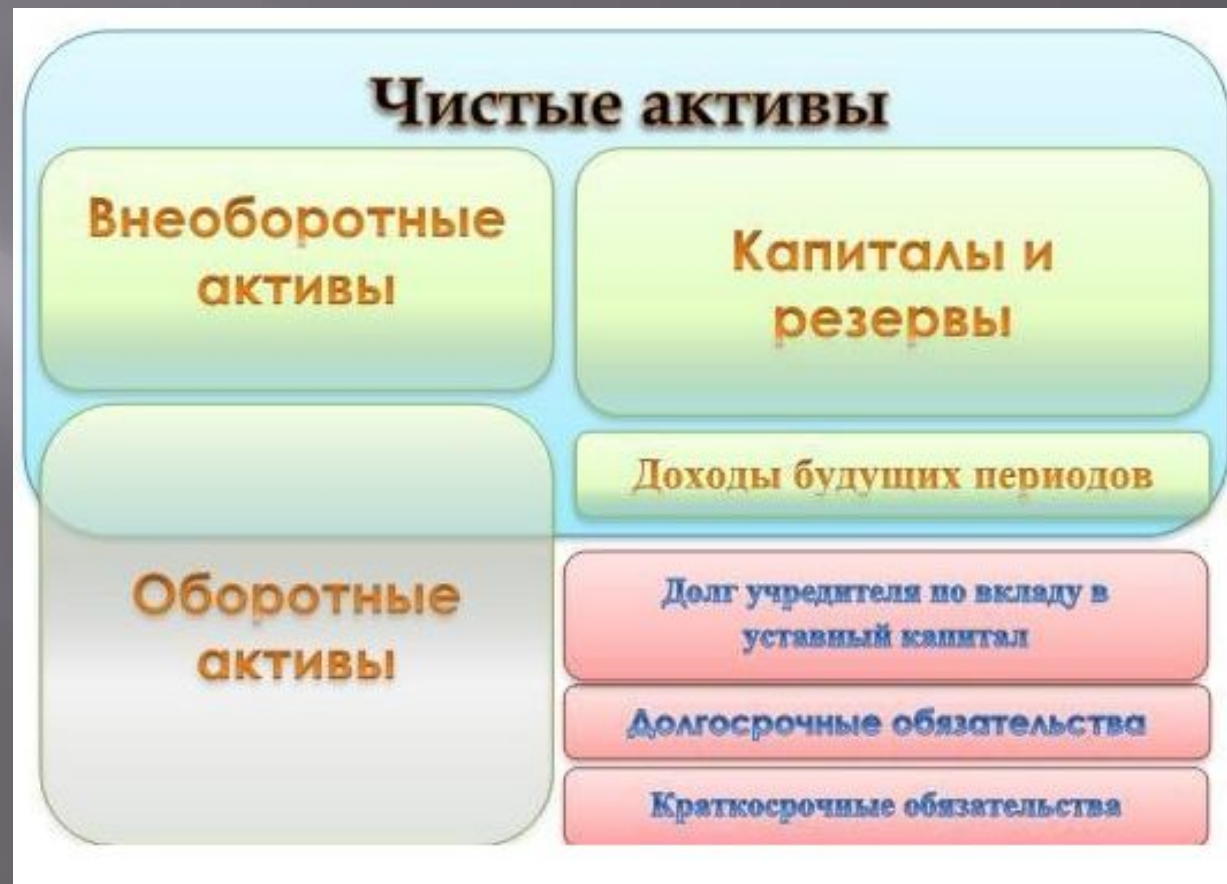 Чистые активы
Внеоборотные
активы
Капиталы и
резервы
Доходы будущих периодов
Оборотные
активы
Долг учредителя по вкладу в
уставный капитал
Долгосрочные обязательства
Краткосрочные обязательства